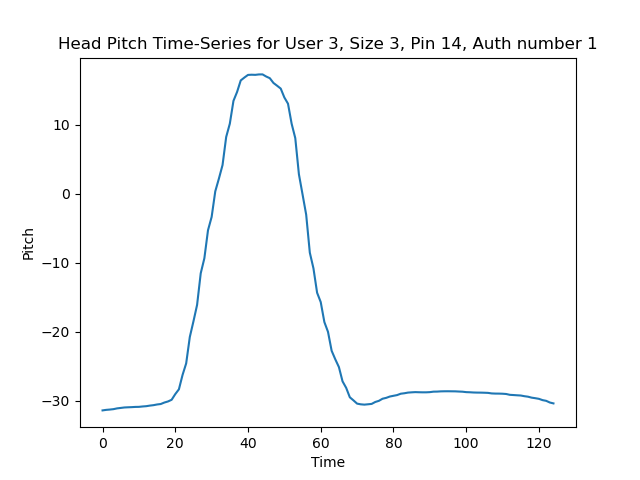 Head Pitch Time-Series for User 3, Size 3, Pin 14, Auth number 1
10
0
−10
−20
−30
Pitch
0 20 40 60 80 100 120
Time